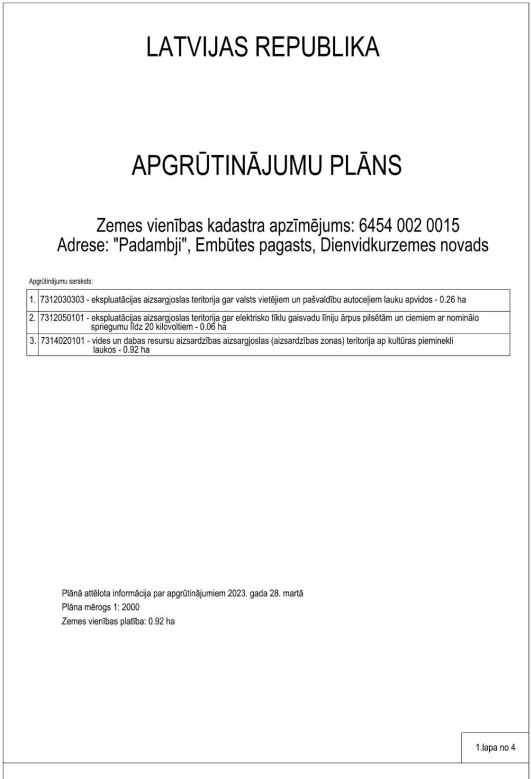 LATVIJAS REPUBLIKA
APGRŪTINĀJUMU PLĀNS
Zemes vienības kadastra apzīmējums: 6454 002 0015
Adrese: "Padambji", Embūtes pagasts, Dienvidkurzemes novads
Apgrūtinājumu saraksts:
1. 7312030303 - ekspluatācijas aizsargjoslas teritorija gar valsts vietējiem un pašvaldību autoceļiem lauku apvidos - 0.26 ha
2. 7312050101 - ekspluatācijas aizsargjoslas teritorija gar elektrisko tīklu gaisvadu līniju ārpus pilsētām un ciemiem ar nominālo
spriegumu līdz 20 kilovoltiem - 0.06 ha
3. 7314020101 - vides un dabas resursu aizsardzības aizsargjoslas (aizsardzības zonas) teritorija ap kultūras pieminekli
laukos - 0.92 ha
Plānā attēlota informācija par apgrūtinājumiem 2023. gada 28. martā
Plāna mērogs 1: 2000
Zemes vienības platība: 0.92 ha
1.lapa no 4